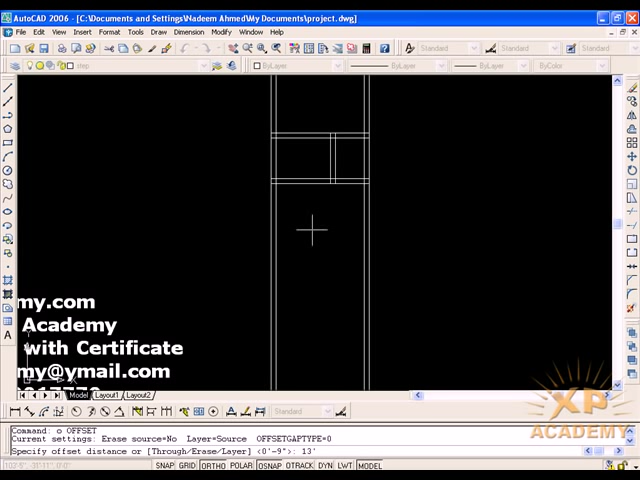 AutoCAD 2006 - [C:\Documents and Settings\Nadeem Ahmed\My Documents\project.dwg]
File Edit View Insert Format Tools Draw Dimension Modify Window Help
Standard Standard Standard
step ByLayer ByLayer ByLayer ByColor
my.com
Academy
with Certificate
my@ymail.com
X
Model Layout1 Layout2
Standard
XP
ACADEMY
Command: o OFFSET
Current settings: Erase source=No Layer=Source OFFSETGAPTYPE=0
Specify offset distance or [Through/Erase/Layer] <0'-9">: 13'
SNAP GRID ORTHO POLAR OSNAP OTRACK DYN LWT MODEL